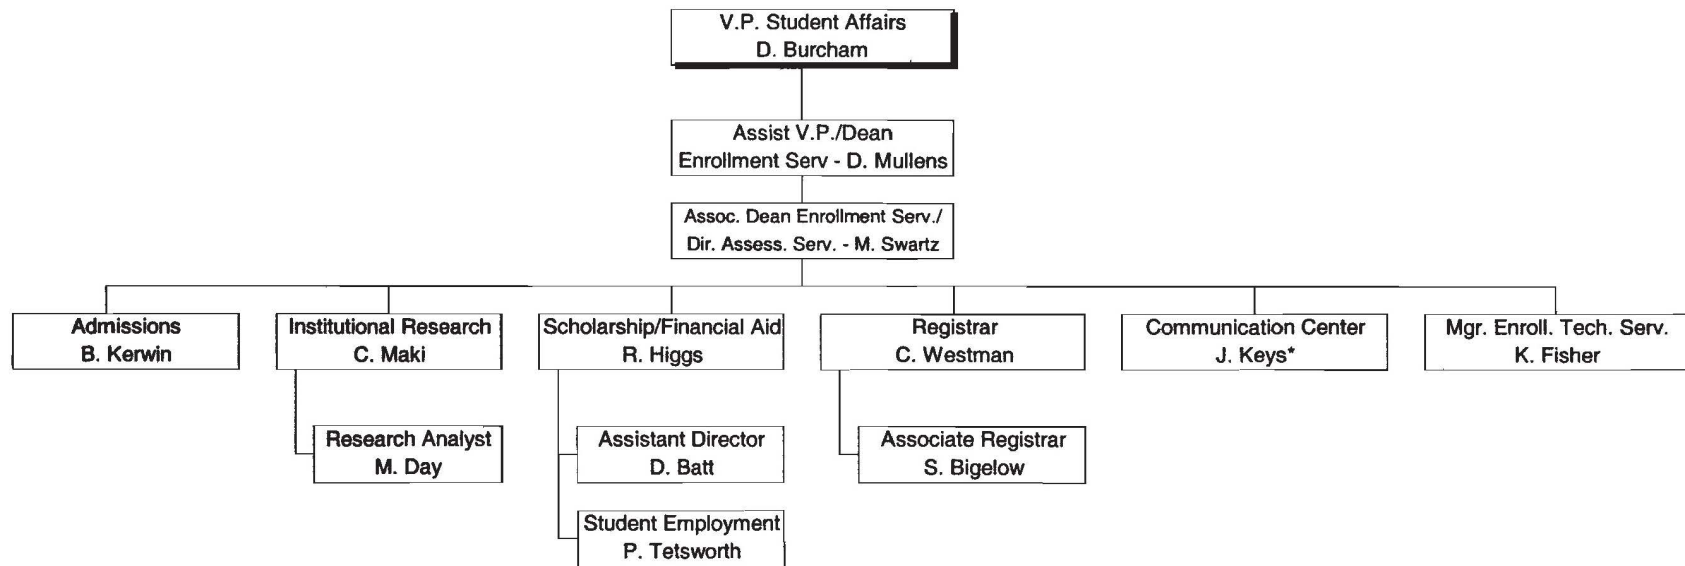 V.P. Student Affairs
D. Burcham
Assist V.P./Dean
Enrollment Serv - D. Mullens
Assoc. Dean Enrollment Serv./
Dir. Assess. Serv. - M. Swartz
Admissions
B. Kerwin
Institutional Research
C. Maki
Scholarship/Financial Aid
R. Higgs
Registrar
C. Westman
Communication Center
J. Keys*
Mgr. Enroll. Tech. Serv.
K. Fisher
Research Analyst
M. Day
Assistant Director
D. Batt
Associate Registrar
S. Bigelow
Student Employment
P. Tetsworth